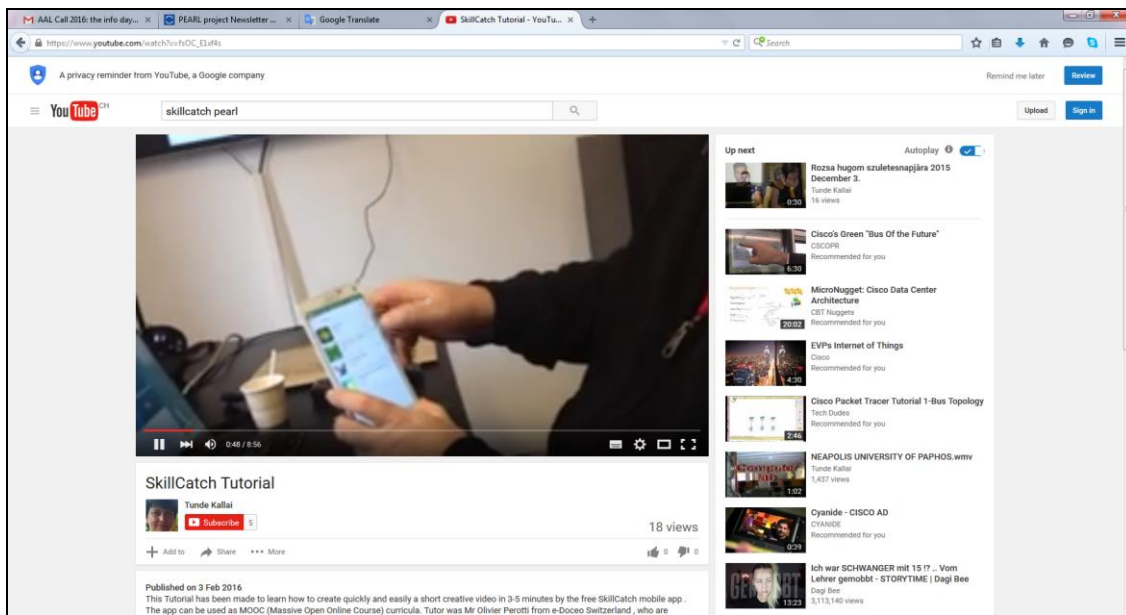 AAL Call 2016: the info day...
PEARL project Newsletter ...
Google Translate
SkillCatch Tutorial - YouTu...
https://www.youtube.com/watch?v=fsOC_
Search
A privacy reminder from YouTube, a Google company
Remind me later
Review
YouTube CH
skillcatch pearl
Upload
Sign in
0:48 / 8:56
SkillCatch Tutorial
Tunde Kallai
Subscribe 5
18 views
Add to
Share
More
0
0
Published on 3 Feb 2016
This Tutorial has been made to learn how to create quickly and easily a short creative video in 3-5 minutes by the free SkillCatch mobile app .
The app can be used as MOOC (Massive Open Online Course) curricula. Tutor was Mr Olivier Perotti from e-Doceo Switzerland , who are
Up next
Autoplay
Rozsa hugom szuletesnapjàra 2015
December 3.
Tunde Kallai
16 views
0:30
Cisco's Green "Bus Of the Future"
CSCOPR
Recommended for you
6:30
MicroNugget: Cisco Data Center
Architecture
CBT Nuggets
Recommended for you
20:02
EVPs Internet of Things
Cisco
Recommended for you
4:30
Cisco Packet Tracer Tutorial 1-Bus Topology
Tech Dudes
Recommended for you
2:46
NEAPOLIS UNIVERSITY OF PAPHOS.wmv
Tunde Kallai
1,437 views
1:02
Cyanide - CISCO AD
CYANIDE
Recommended for you
0:39
Ich war SCHWANGER mit 15 !? .. Vom
Lehrer gemobbt - STORYTIME | Dagi Bee
Dagi Bee
3,113,140 views
13:23